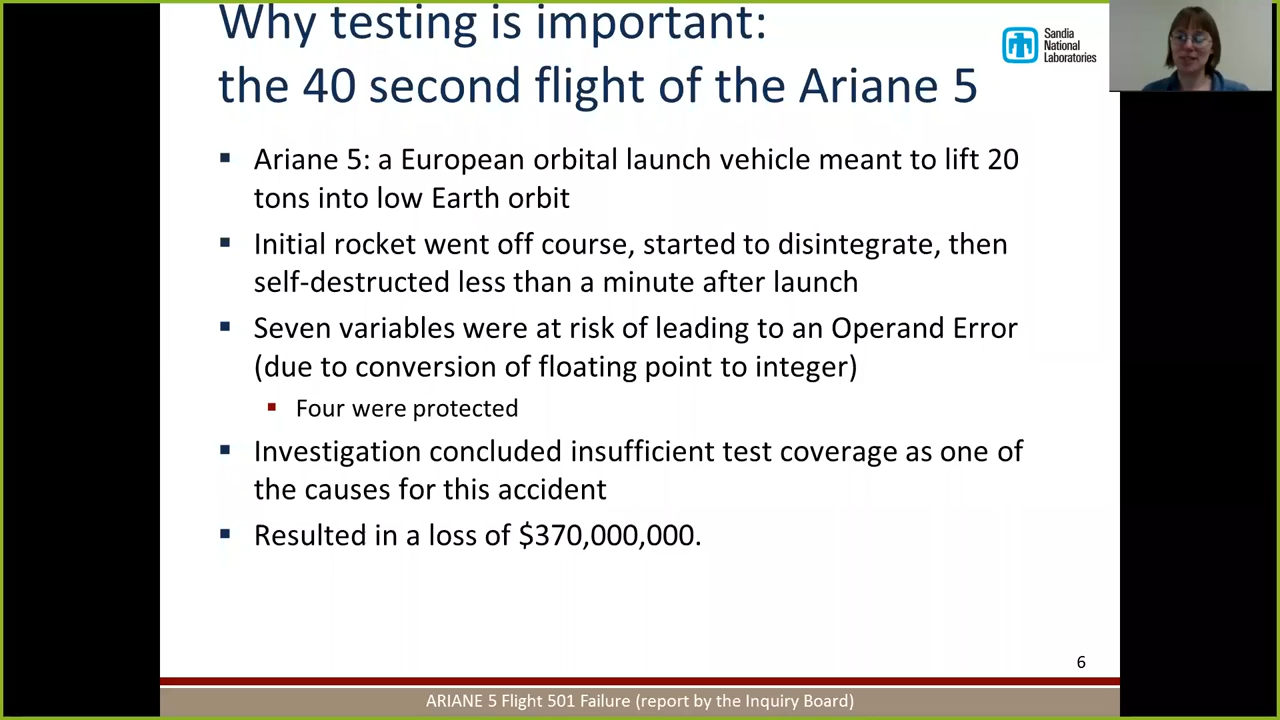 Why testing is important:
the 40 second flight of the Ariane 5
Sandia
National
Laboratories
▪ Ariane 5: a European orbital launch vehicle meant to lift 20
tons into low Earth orbit
▪ Initial rocket went off course, started to disintegrate, then
self-destructed less than a minute after launch
▪ Seven variables were at risk of leading to an Operand Error
(due to conversion of floating point to integer)
▪ Four were protected
▪ Investigation concluded insufficient test coverage as one of
the causes for this accident
▪ Resulted in a loss of $370,000,000.
6
ARIANE 5 Flight 501 Failure (report by the Inquiry Board)